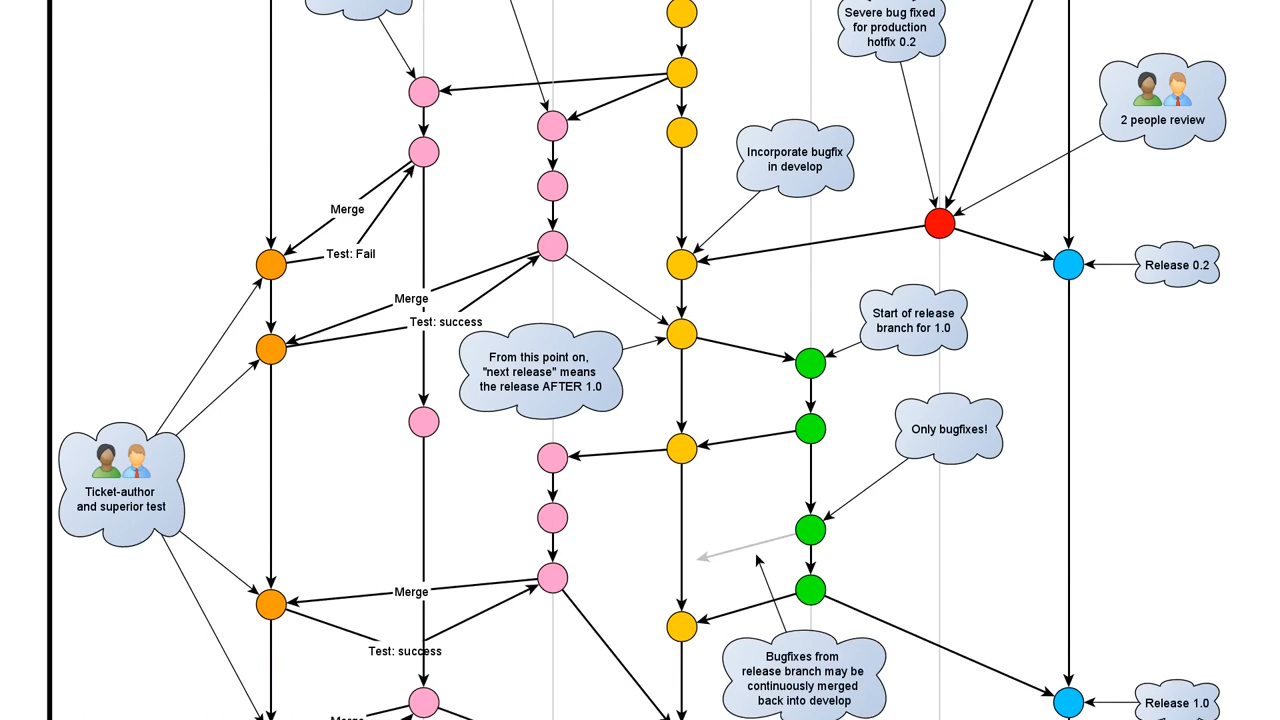 Severe bug fixed
for production
hotfix 0.2
2 people review
Incorporate bugfix
in develop
Merge
Test: Fail
Release 0.2
Merge
Test: success
Start of release
branch for 1.0
From this point on,
"next release" means
the release AFTER 1.0
Only bugfixes!
Ticket-author
and superior test
Merge
Test: success
Bugfixes from
release branch may be
continuously merged
back into develop
Release 1.0
Merge